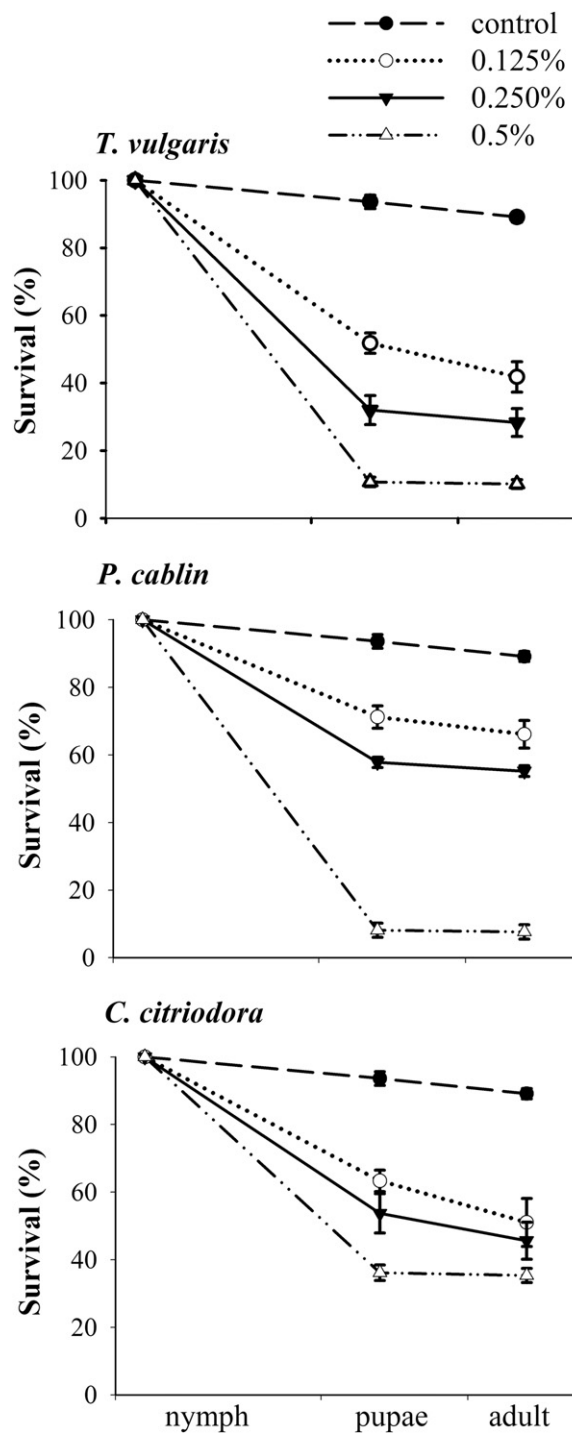 control
0.125%
0.250%
0.5%
T. vulgaris
100
80
60
40
20
0
Survival (%)
P. cablin
100
80
60
40
20
0
Survival (%)
C. citriodora
100
80
60
40
20
0
Survival (%)
nymph pupae adult